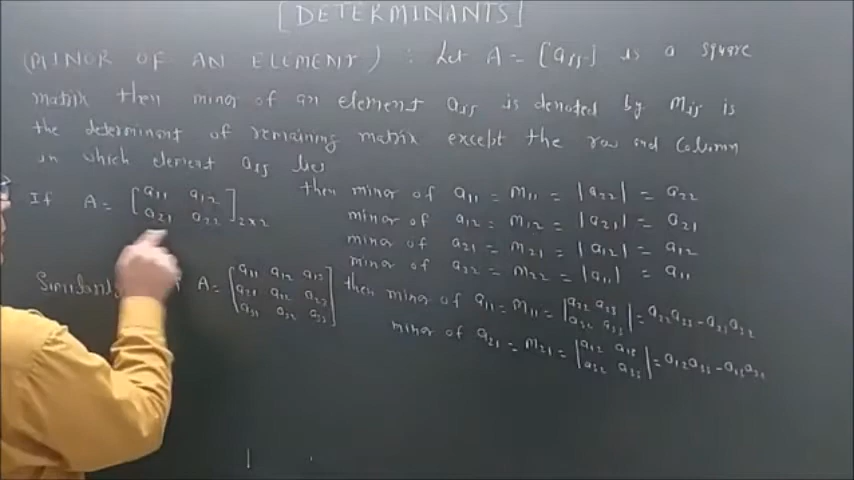 [DETERMINANTS]
(MINOR OF AN ELEMENT) : Let A = [aij] is a square
matrix then minor of an element aij is denoted by Mij is
the determinant of remaining matrix except the row and column
in which element aij lies
If A = [a11 a12 a21 a22]2×2 then minor of a11 = M11 = |a22| = a22
minor of a12 = M12 = |a21| = a21
minor of a21 = M21 = |a12| = a12
minor of a22 = M22 = |a11| = a11
Similarly A = [a11 a12 a13 a21 a22 a23 a31 a32 a33] then minor of a11 = M11 = |a22 a23 a32 a33| = a22a33 - a23a32
minor of a21 = M21 = |a12 a13 a32 a33| = a12a33 - a13a32